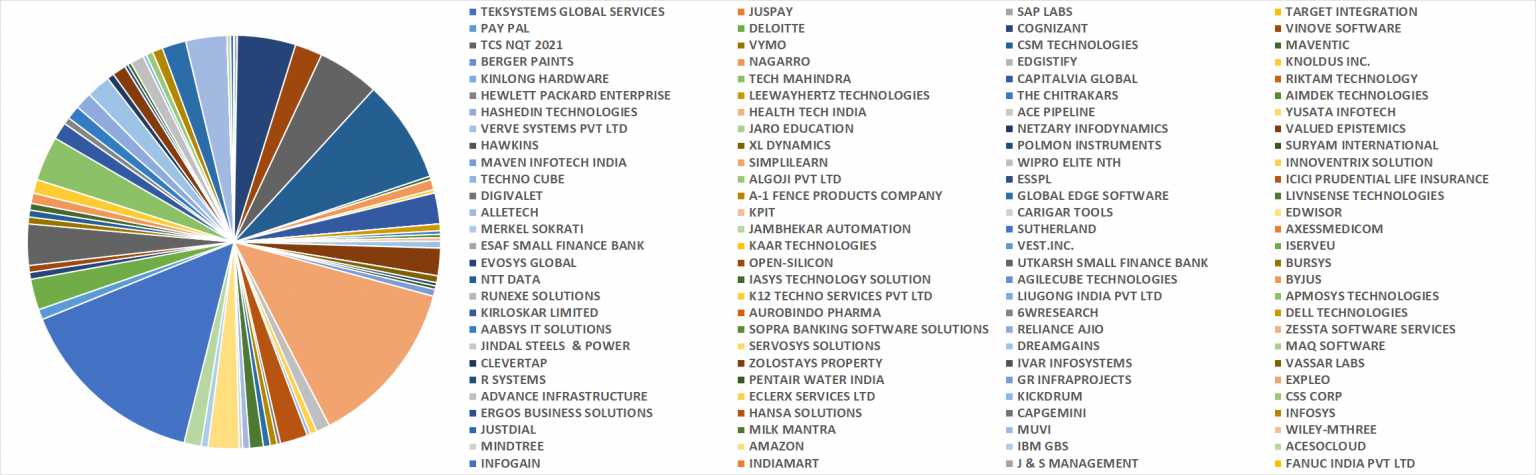 TEKSYSTEMS GLOBAL SERVICES JUSPAY SAP LABS TARGET INTEGRATION
PAY PAL DELOITTE COGNIZANT VINOVE SOFTWARE
TCS NQT 2021 VYMO CSM TECHNOLOGIES MAVENTIC
BERGER PAINTS NAGARRO EDGISTIFY KNOLDUS INC.
KINLONG HARDWARE TECH MAHINDRA CAPITALVIA GLOBAL RIKTAM TECHNOLOGY
HEWLETT PACKARD ENTERPRISE LEEWAYHERTZ TECHNOLOGIES THE CHITRAKARS AIMDEK TECHNOLOGIES
HASHEDIN TECHNOLOGIES HEALTH TECH INDIA ACE PIPELINE YUSATA INFOTECH
VERVE SYSTEMS PVT LTD JARO EDUCATION NETZARY INFODYNAMICS VALUED EPISTEMICS
HAWKINS XL DYNAMICS POLMON INSTRUMENTS SURYAM INTERNATIONAL
MAVEN INFOTECH INDIA SIMPLILEARN WIPRO ELITE NTH INNOVENTRIX SOLUTION
TECHNO CUBE ALGOJI PVT LTD ESSPL ICICI PRUDENTIAL LIFE INSURANCE
DIGIVALET A-1 FENCE PRODUCTS COMPANY GLOBAL EDGE SOFTWARE LIVNSENSE TECHNOLOGIES
ALLETECH KPIT CARIGAR TOOLS EDWISOR
MERKEL SOKRATI JAMBHEKAR AUTOMATION SUTHERLAND AXESSMEDICOM
ESAF SMALL FINANCE BANK KAAR TECHNOLOGIES VEST.INC. ISERVEU
EVOSYS GLOBAL OPEN-SILICON UTKARSH SMALL FINANCE BANK BURSYS
NTT DATA IASYS TECHNOLOGY SOLUTION AGILECUBE TECHNOLOGIES BYJUS
RUNEXE SOLUTIONS K12 TECHNO SERVICES PVT LTD LIUGONG INDIA PVT LTD APMOSYS TECHNOLOGIES
KIRLOSKAR LIMITED AUROBINDO PHARMA 6WRESEARCH DELL TECHNOLOGIES
AABSYS IT SOLUTIONS SOPRA BANKING SOFTWARE SOLUTIONS RELIANCE AJIO ZESSTA SOFTWARE SERVICES
JINDAL STEELS & POWER SERVOSYS SOLUTIONS DREAMGAINS MAQ SOFTWARE
CLEVERTAP ZOLOSTAYS PROPERTY IVAR INFOSYSTEMS VASSAR LABS
R SYSTEMS PENTAIR WATER INDIA GR INFRAPROJECTS EXPLEO
ADVANCE INFRASTRUCTURE ECLERX SERVICES LTD KICKDRUM CSS CORP
ERGOS BUSINESS SOLUTIONS HANSA SOLUTIONS CAPGEMINI INFOSYS
JUSTDIAL MILK MANTRA MUVI WILEY-MTHREE
MINDTREE AMAZON IBM GBS ACESOCLOUD
INFOGAIN INDIAMART J & S MANAGEMENT FANUC INDIA PVT LTD